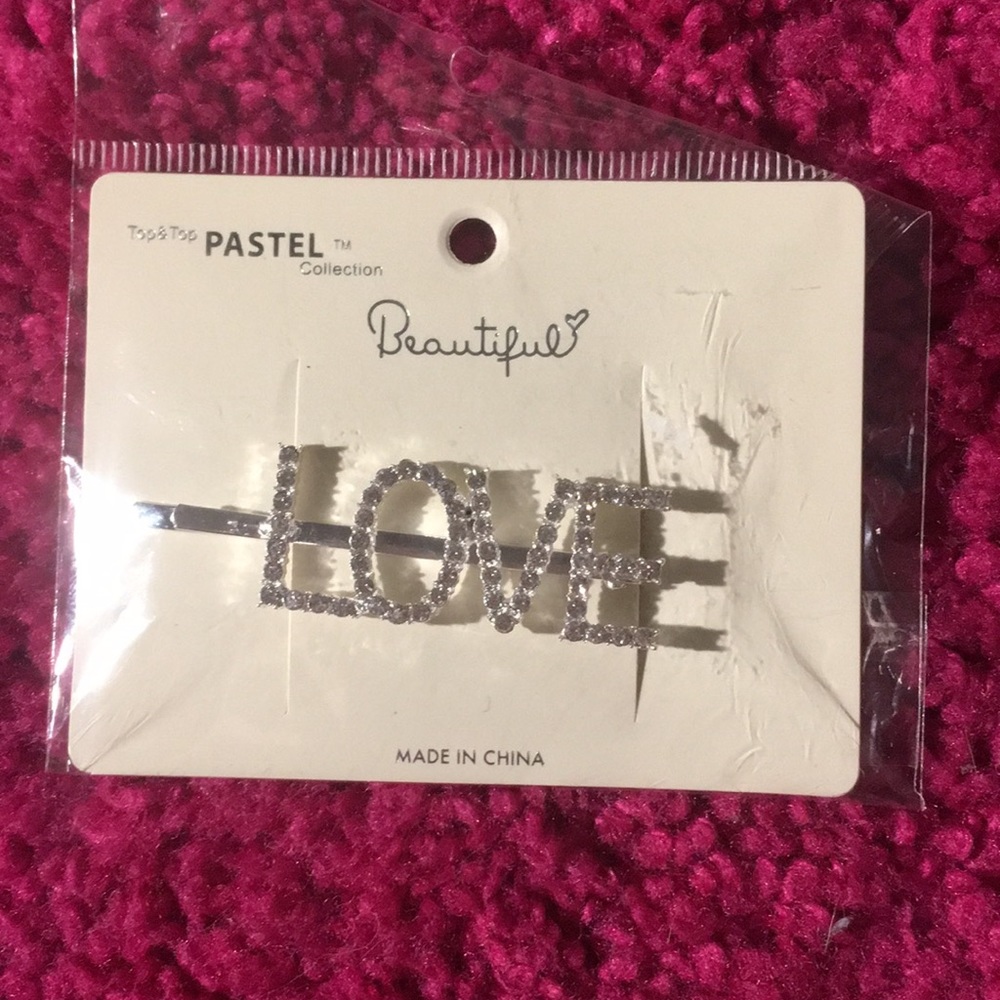 Top&Top PASTEL TM
Collection
Beautiful
LOVE
MADE IN CHINA